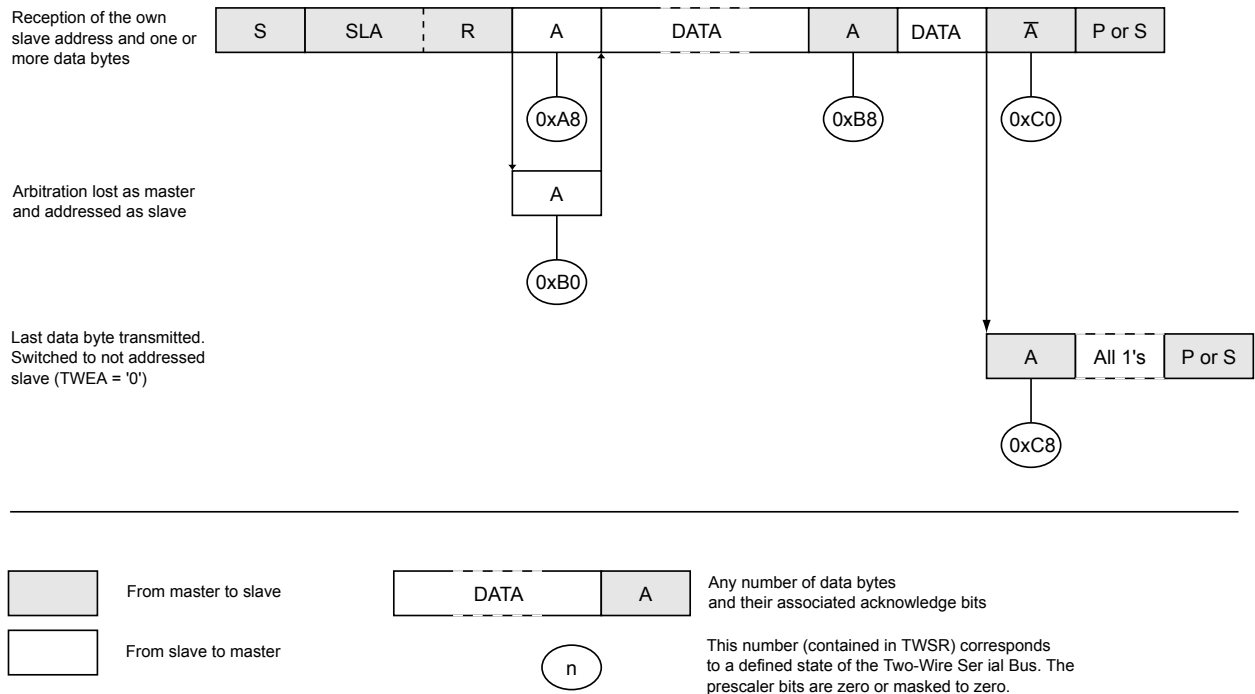 Reception of the own
slave address and one or
more data bytes
S SLA R A DATA A DATA A̅ P or S
0xA8 0xB8 0xC0
Arbitration lost as master
and addressed as slave
A
0xB0
Last data byte transmitted.
Switched to not addressed
slave (TWEA = '0')
A All 1's P or S
0xC8
From master to slave
From slave to master
DATA A
Any number of data bytes
and their associated acknowledge bits
n
This number (contained in TWSR) corresponds
to a defined state of the Two-Wire Ser ial Bus. The
prescaler bits are zero or masked to zero.